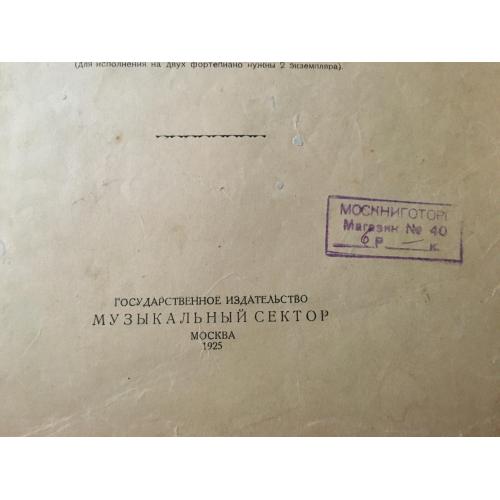 (для исполнения на двух фортепиано нужны 2 экземпляра).
МОСКНИГОТОРГ
Магазин № 40
6 р — к.
ГОСУДАРСТВЕННОЕ ИЗДАТЕЛЬСТВО
МУЗЫКАЛЬНЫЙ СЕКТОР
МОСКВА
1925